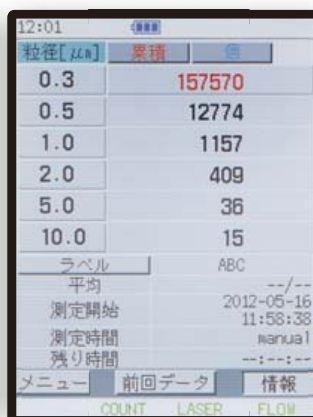 12:01
粒径[μm] 累積 個
0.3 157570
0.5 12774
1.0 1157
2.0 409
5.0 36
10.0 15
ラベル ABC
平均 --/--
測定開始 2012-05-16
11:58:38
測定時間 manual
残り時間 --:--:--
メニュー 前回データ 情報
COUNT LASER FLOW